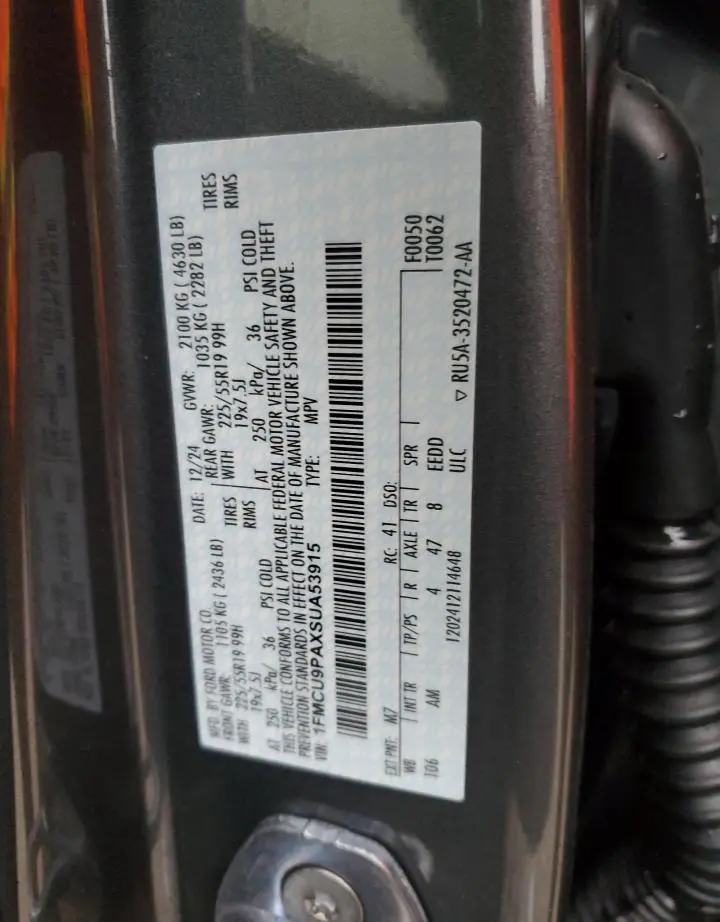 MFD. BY FORD MOTOR CO.
DATE: 12/24 GVWR: 2100 KG ( 4630 LB)
FRONT GAWR: 1105 KG ( 2436 LB) REAR GAWR: 1035 KG ( 2282 LB)
WITH 225/55R19 99H TIRES WITH 225/55R19 99H TIRES
19x7.5J RIMS 19x7.5J RIMS
AT 250 kPa/ 36 PSI COLD AT 250 kPa/ 36 PSI COLD
THIS VEHICLE CONFORMS TO ALL APPLICABLE FEDERAL MOTOR VEHICLE SAFETY AND THEFT
PREVENTION STANDARDS IN EFFECT ON THE DATE OF MANUFACTURE SHOWN ABOVE.
VIN: 1FMCU9PAXSUA53915 TYPE: MPV
EXT PNT: M7 RC: 41 DSO: F0050
WB INT TR TP/PS R AXLE TR SPR T0062
106 AM 4 47 8 EEDD
1202412114648 ULC ▽ RU5A-3520472-AA